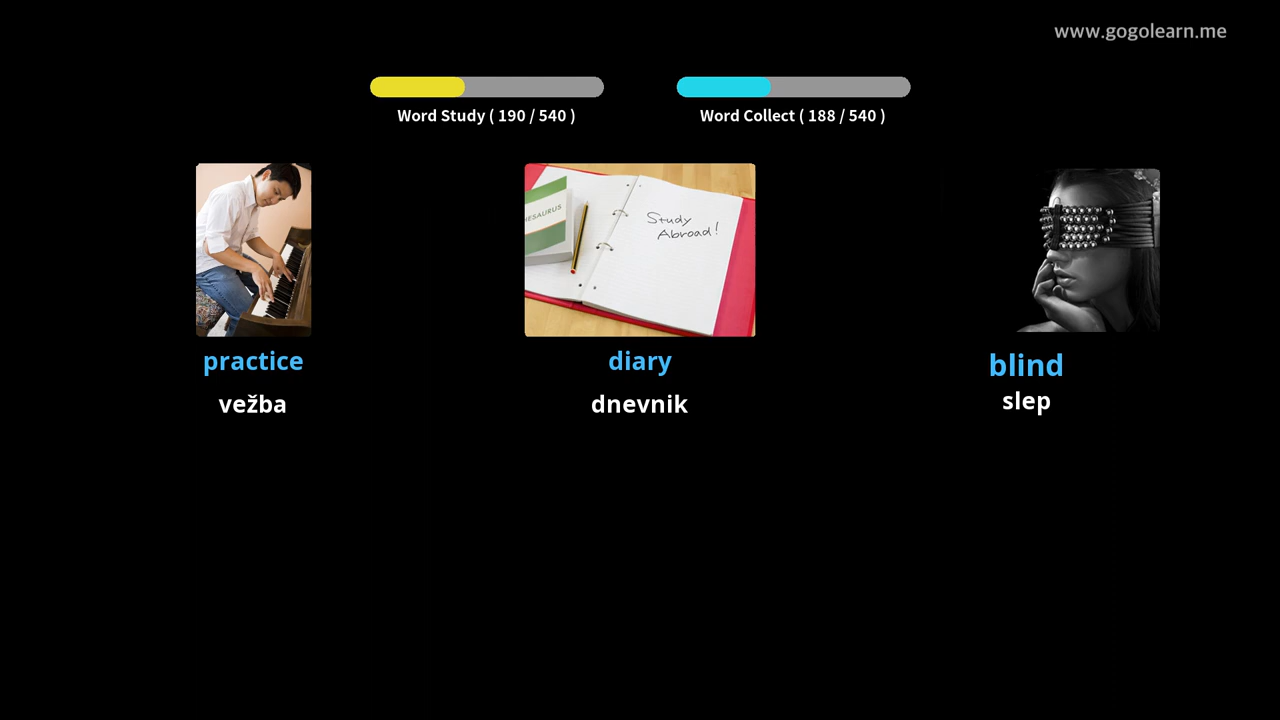 www.gogolearn.me
Word Study ( 190 / 540 )
Word Collect ( 188 / 540 )
HESAURUS
Study
Abroad!
practice
diary
blind
vežba
dnevnik
slep